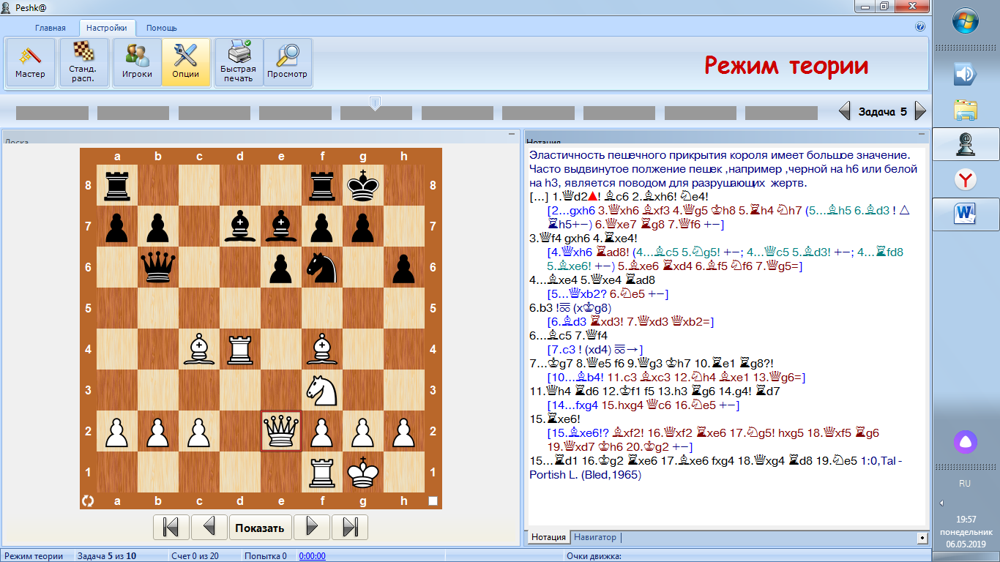 Peshk@
Главная Настройки Помощь
Мастер
Станд. расп.
Игроки
Опции
Быстрая печать
Просмотр
Режим теории
Задача 5
Доска
a b c d e f g h
8 8
7 7
6 6
5 5
4 4
3 3
2 2
1 1
a b c d e f g h
Показать
Нотация
Эластичность пешечного прикрытия короля имеет большое значение.
Часто выдвинутое полжение пешек ,например ,черной на h6 или белой
на h3, является поводом для разрушающих жертв.
[...] 1.♕d2▲! ♗c6 2.♗xh6! ♘e4!
[2...gxh6 3.♕xh6 ♗xf3 4.♕g5 ♔h8 5.♖h4 ♘h7 (5...♗h5 6.♗d3 ! △
♖h5+−) 6.♕xe7 ♖g8 7.♕f6 +−]
3.♕f4 gxh6 4.♖xe4!
[4.♕xh6 ♖ad8! (4...♗c5 5.♘g5! +−; 4...♕c5 5.♗d3! +−; 4...♖fd8
5.♗xe6! +−) 5.♗xe6 ♖xd4 6.♗f5 ♘f6 7.♕g5=]
4...♗xe4 5.♕xe4 ♖ad8
[5...♕xb2? 6.♘e5 +−]
6.b3 !⯹ (x♔g8)
[6.♗d3 ♖xd3! 7.♕xd3 ♕xb2=]
6...♗c5 7.♕f4
[7.c3 ! (xd4) ⯹→]
7...♔g7 8.♕e5 f6 9.♕g3 ♔h7 10.♖e1 ♖g8?!
[10...♗b4! 11.c3 ♗xc3 12.♘h4 ♗xe1 13.♕g6=]
11.♕h4 ♖d6 12.♔f1 f5 13.h3 ♖g6 14.g4! ♖d7
[14...fxg4 15.hxg4 ♕c6 16.♘e5 +−]
15.♖xe6!
[15.♗xe6!? ♗xf2! 16.♕xf2 ♖xe6 17.♘g5! hxg5 18.♕xf5 ♖g6
19.♕xd7 ♔h6 20.♔g2 +−]
15...♖d1 16.♔g2 ♖xe6 17.♗xe6 fxg4 18.♕xg4 ♖d8 19.♘e5 1:0,Tal -
Portish L. (Bled,1965)
Нотация Навигатор
Режим теории Задача 5 из 10 Счет 0 из 20 Попытка 0 0:00:00 Очки движка:
RU
19:57
понедельник
06.05.2019